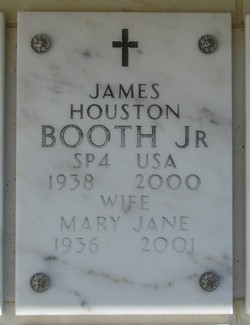 JAMES
HOUSTON
BOOTH JR
SP4 USA
1938 2000
WIFE
MARY JANE
1936 2001